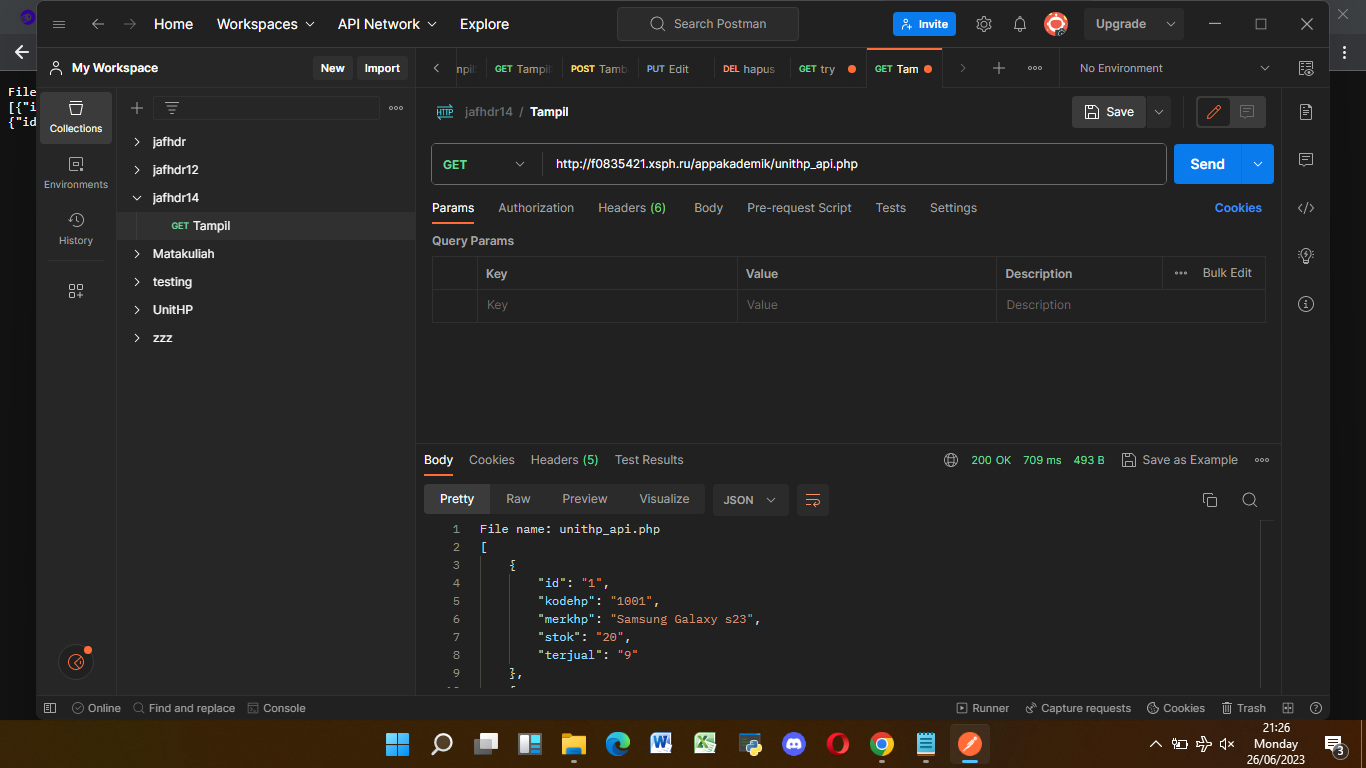 Home Workspaces API Network Explore Search Postman Invite Upgrade
My Workspace New Import
GET Tampil POST Tamb PUT Edit DEL hapus GET try GET Tam No Environment
File
[{"i
{"id
Collections
Environments
History
jafhdr
jafhdr12
jafhdr14
GET Tampil
Matakuliah
testing
UnitHP
zzz
jafhdr14 / Tampil Save
GET http://f0835421.xsph.ru/appakademik/unithp_api.php Send
Params Authorization Headers (6) Body Pre-request Script Tests Settings Cookies
Query Params
Key Value Description Bulk Edit
Key Value Description
Body Cookies Headers (5) Test Results 200 OK 709 ms 493 B Save as Example
Pretty Raw Preview Visualize JSON
1 File name: unithp_api.php
2 [
3 {
4 "id": "1",
5 "kodehp": "1001",
6 "merkhp": "Samsung Galaxy s23",
7 "stok": "20",
8 "terjual": "9"
9 },
Online Find and replace Console Runner Capture requests Cookies Trash
21:26
Monday
26/06/2023
3